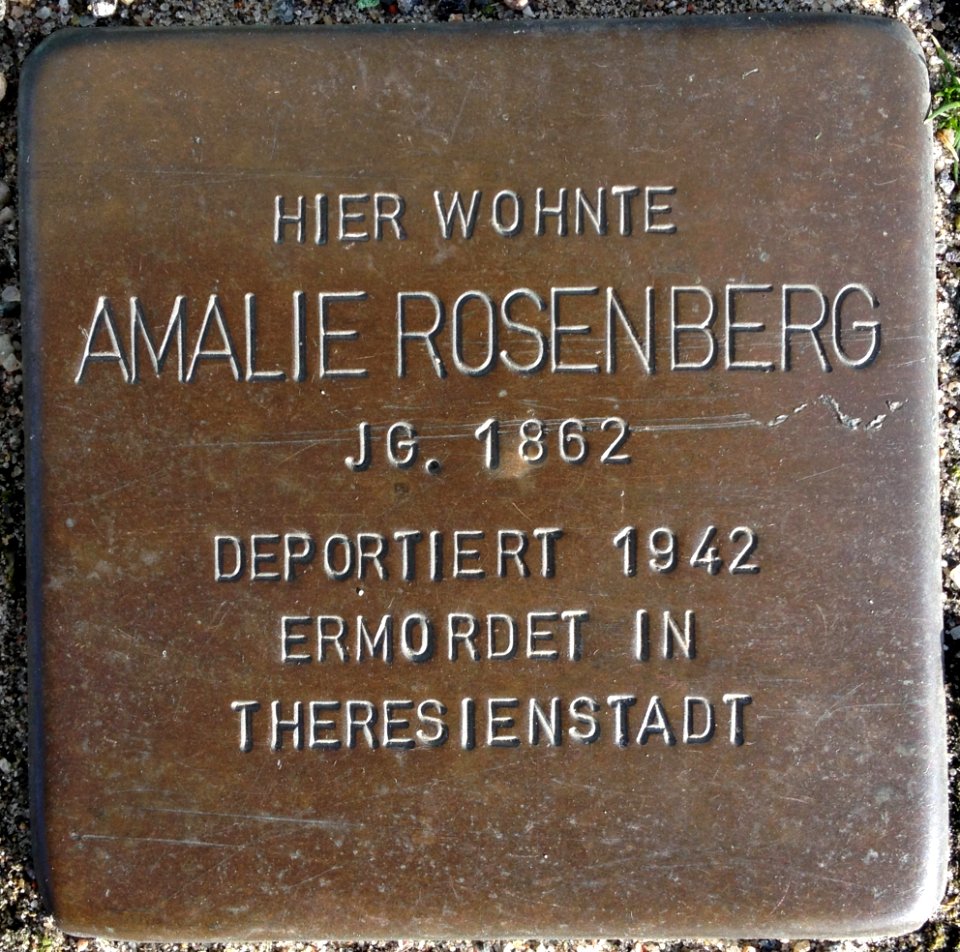 HIER WOHNTE
AMALIE ROSENBERG
JG. 1862
DEPORTIERT 1942
ERMORDET IN
THERESIENSTADT